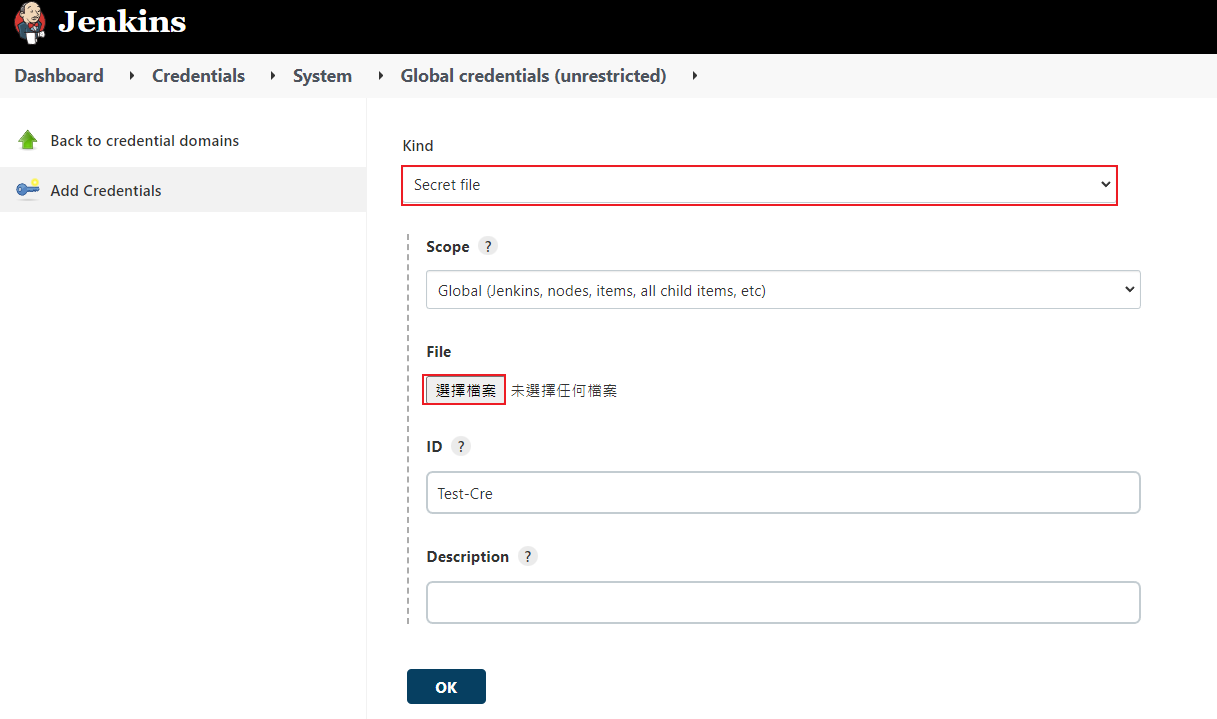 Jenkins
Dashboard Credentials System Global credentials (unrestricted)
Back to credential domains
Add Credentials
Kind
Secret file
Scope ?
Global (Jenkins, nodes, items, all child items, etc)
File
選擇檔案 未選擇任何檔案
ID ?
Test-Cre
Description ?
OK